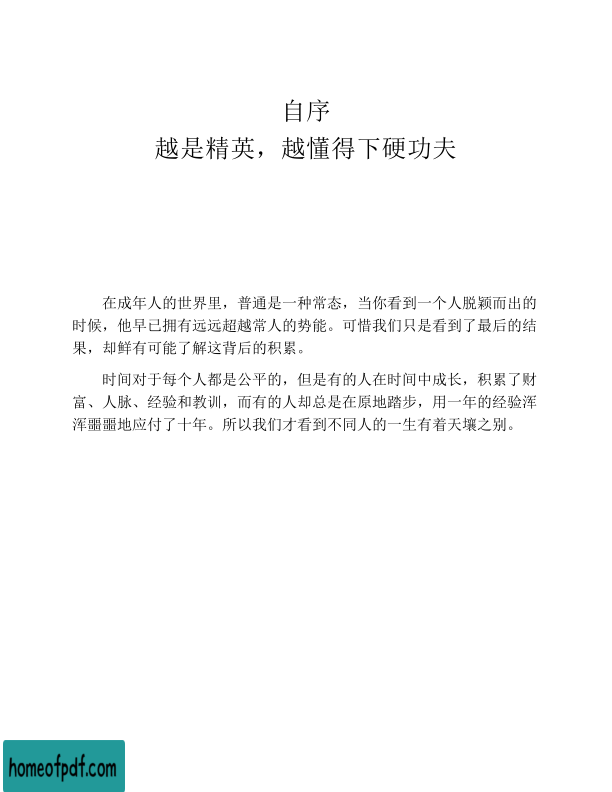 自序
越是精英，越懂得下硬功夫
在成年人的世界里，普通是一种常态，当你看到一个人脱颖而出的
时候，他早已拥有远远超越常人的势能。可惜我们只是看到了最后的结
果，却鲜有可能了解这背后的积累。
时间对于每个人都是公平的，但是有的人在时间中成长，积累了财
富、人脉、经验和教训，而有的人却总是在原地踏步，用一年的经验浑
浑噩噩地应付了十年。所以我们才看到不同人的一生有着天壤之别。
homeofpdf.com